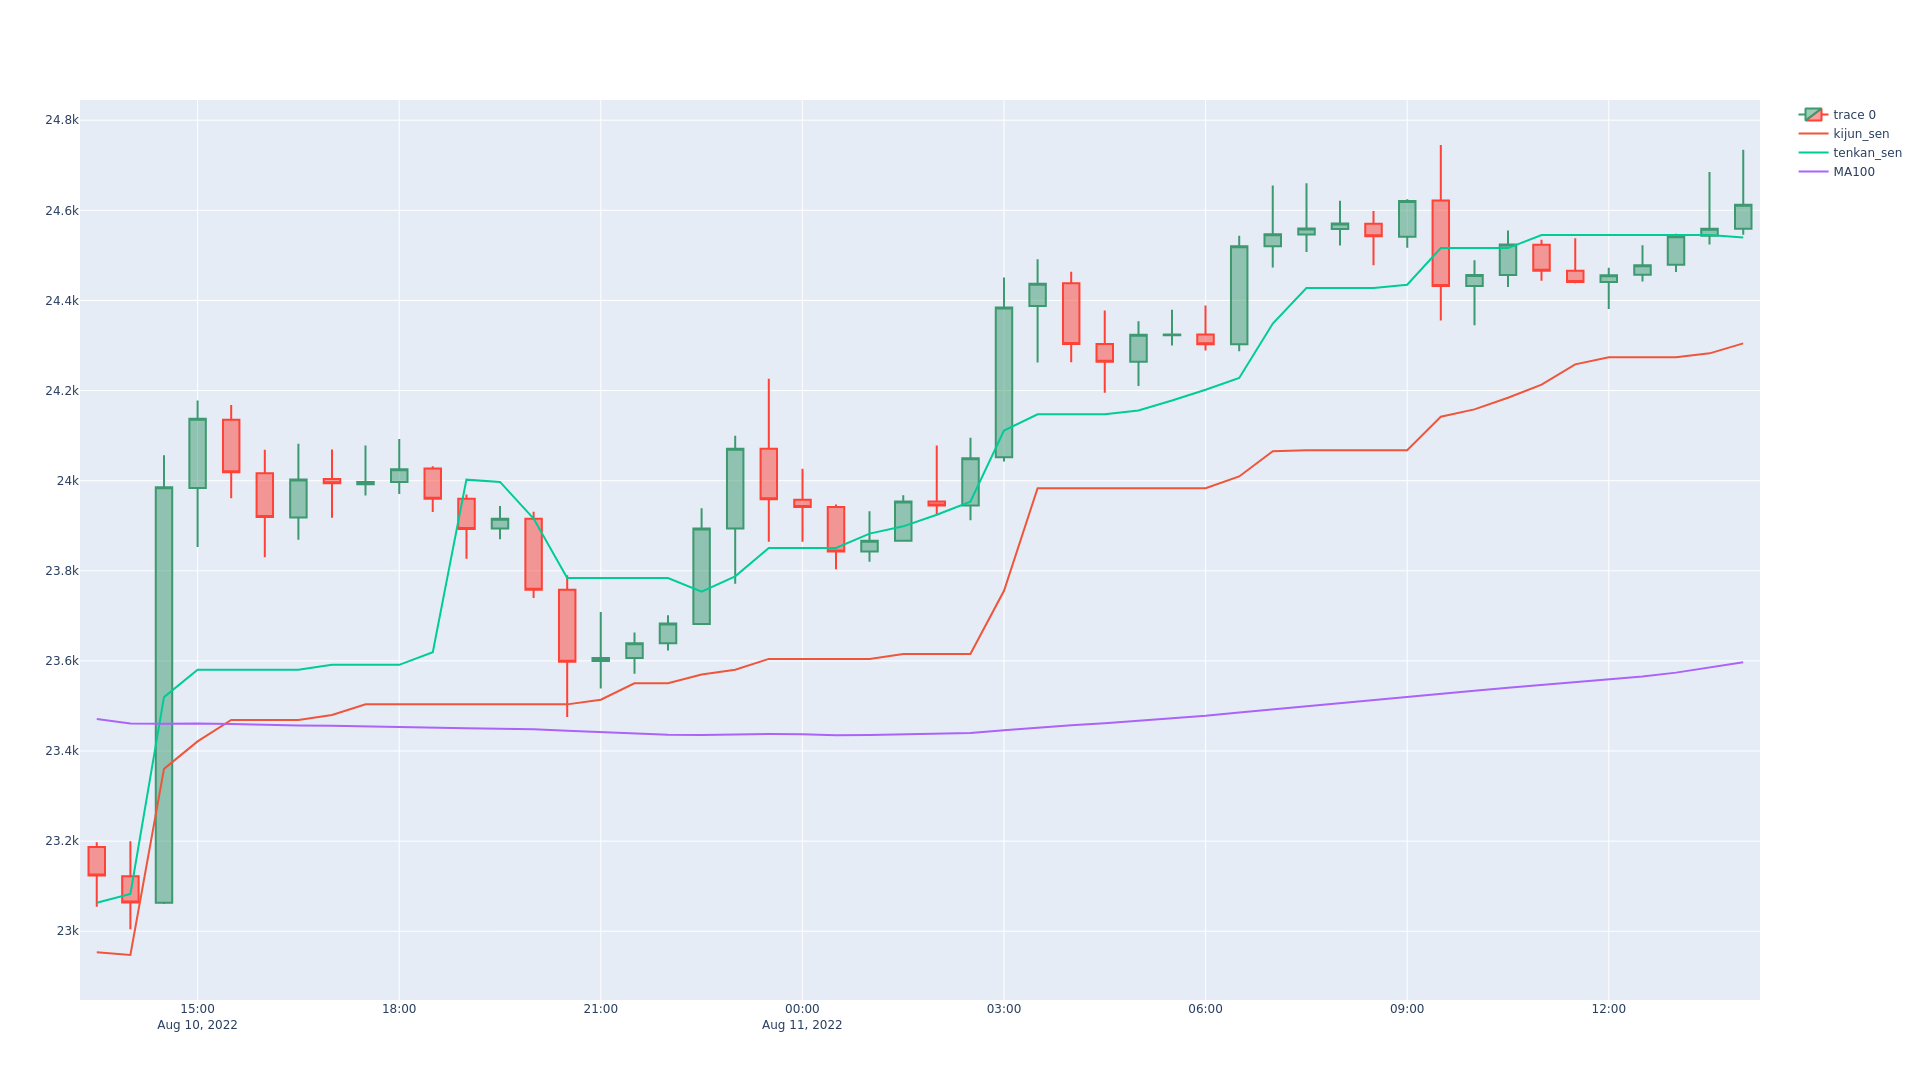 24.8k
24.6k
24.4k
24.2k
24k
23.8k
23.6k
23.4k
23.2k
23k
15:00
Aug 10, 2022
18:00
21:00
00:00
Aug 11, 2022
03:00
06:00
09:00
12:00
trace 0
kijun_sen
tenkan_sen
MA100